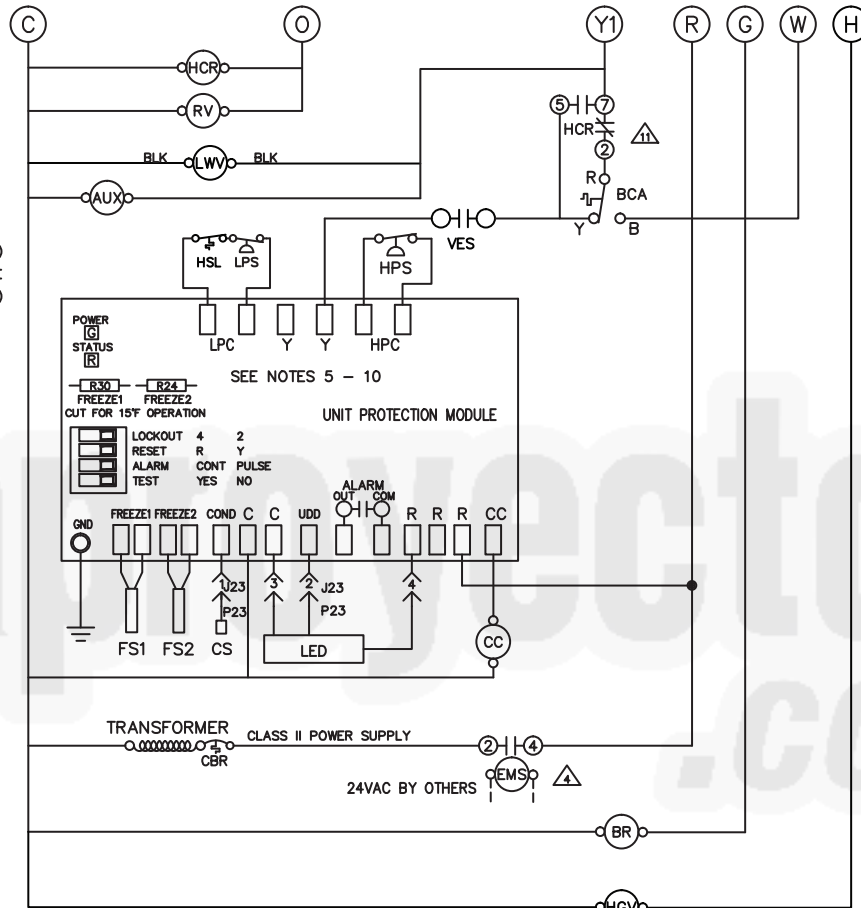 C O Y1 R G W H
HCR
RV
5 7
HCR 11
2
BLK LWV BLK
R
BCA
AUX
Y B
VES
HSL LPS
HPS
POWER
G
STATUS
R
LPC Y Y HPC
SEE NOTES 5 - 10
R30 R24
FREEZE1 FREEZE2
CUT FOR 15°F OPERATION
UNIT PROTECTION MODULE
LOCKOUT 4 2
RESET R Y
ALARM CONT PULSE
TEST YES NO
ALARM
OUT COM
GND
FREEZE1 FREEZE2 COND C C UDD R R R CC
1 J23 3 2 J23 4
P23 P23
FS1 FS2 CS LED CC
TRANSFORMER
CLASS II POWER SUPPLY
CBR
2 4
24VAC BY OTHERS EMS 4
BR
HGV
aproyecto
.co